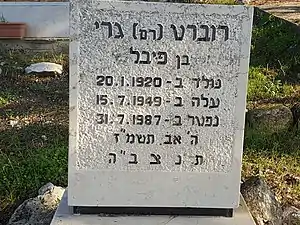 רוברט (רם) גרי
בן פיבל
נולד ב- 20.1.1920
עלה ב- 15.7.1949
נפטר ב- 31.7.1987
ה' אב, תשמ"ז
ת נ צ ב "ה